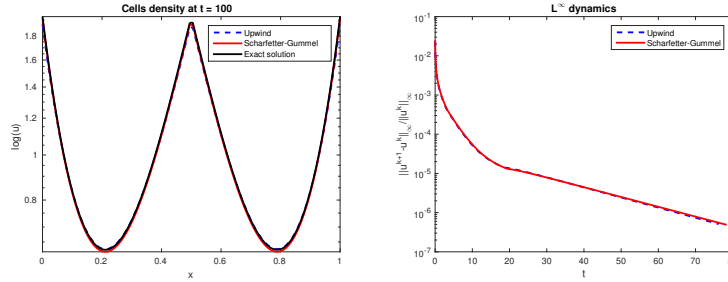 Cells density at t = 100
Upwind
Scharfetter-Gummel
Exact solution
log(u)
1.8
1.6
1.4
1.2
1
0.8
0
0.2
0.4
0.6
0.8
1
x
L^∞ dynamics
Upwind
Scharfetter-Gummel
||u^{k+1}-u^k||_∞/||u^k||_∞
10^{-1}
10^{-2}
10^{-3}
10^{-4}
10^{-5}
10^{-6}
10^{-7}
0
10
20
30
40
50
60
70
t